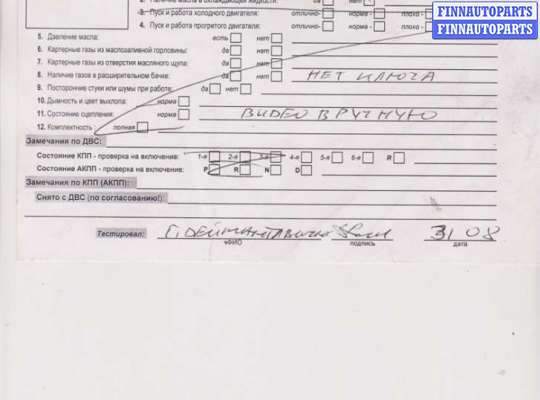 FINNAUTOPARTS
FINNAUTOPARTS
3. Пуск и работа холодного двигателя: отлично- норма - плохо -
4. Пуск и работа прогретого двигателя: отлично- норма - плохо -
5. Давление масла: есть нет
6. Картерные газы из маслозаливной горловины: да нет
7. Картерные газы из отверстия масляного щупа: да нет
8. Наличие газов в расширительном бачке: да нет НЕТ КЛЮЧА
9. Посторонние стуки или шумы при работе: да нет
10. Дымность и цвет выхлопа: норма
11. Состояние сцепления: норма ВИДЕО ВРУЧНУЮ
12. Комплектность полная
Замечания по ДВС:
Состояние КПП - проверка на включение: 1-я 2-я 3-я 4-я 5-я 6-я R
Состояние АКПП - проверка на включение: P R N D
Замечания по КПП (АКПП):
Снято с ДВС (по согласованию!):
Тестировал: 31 08
ФИО подпись дата